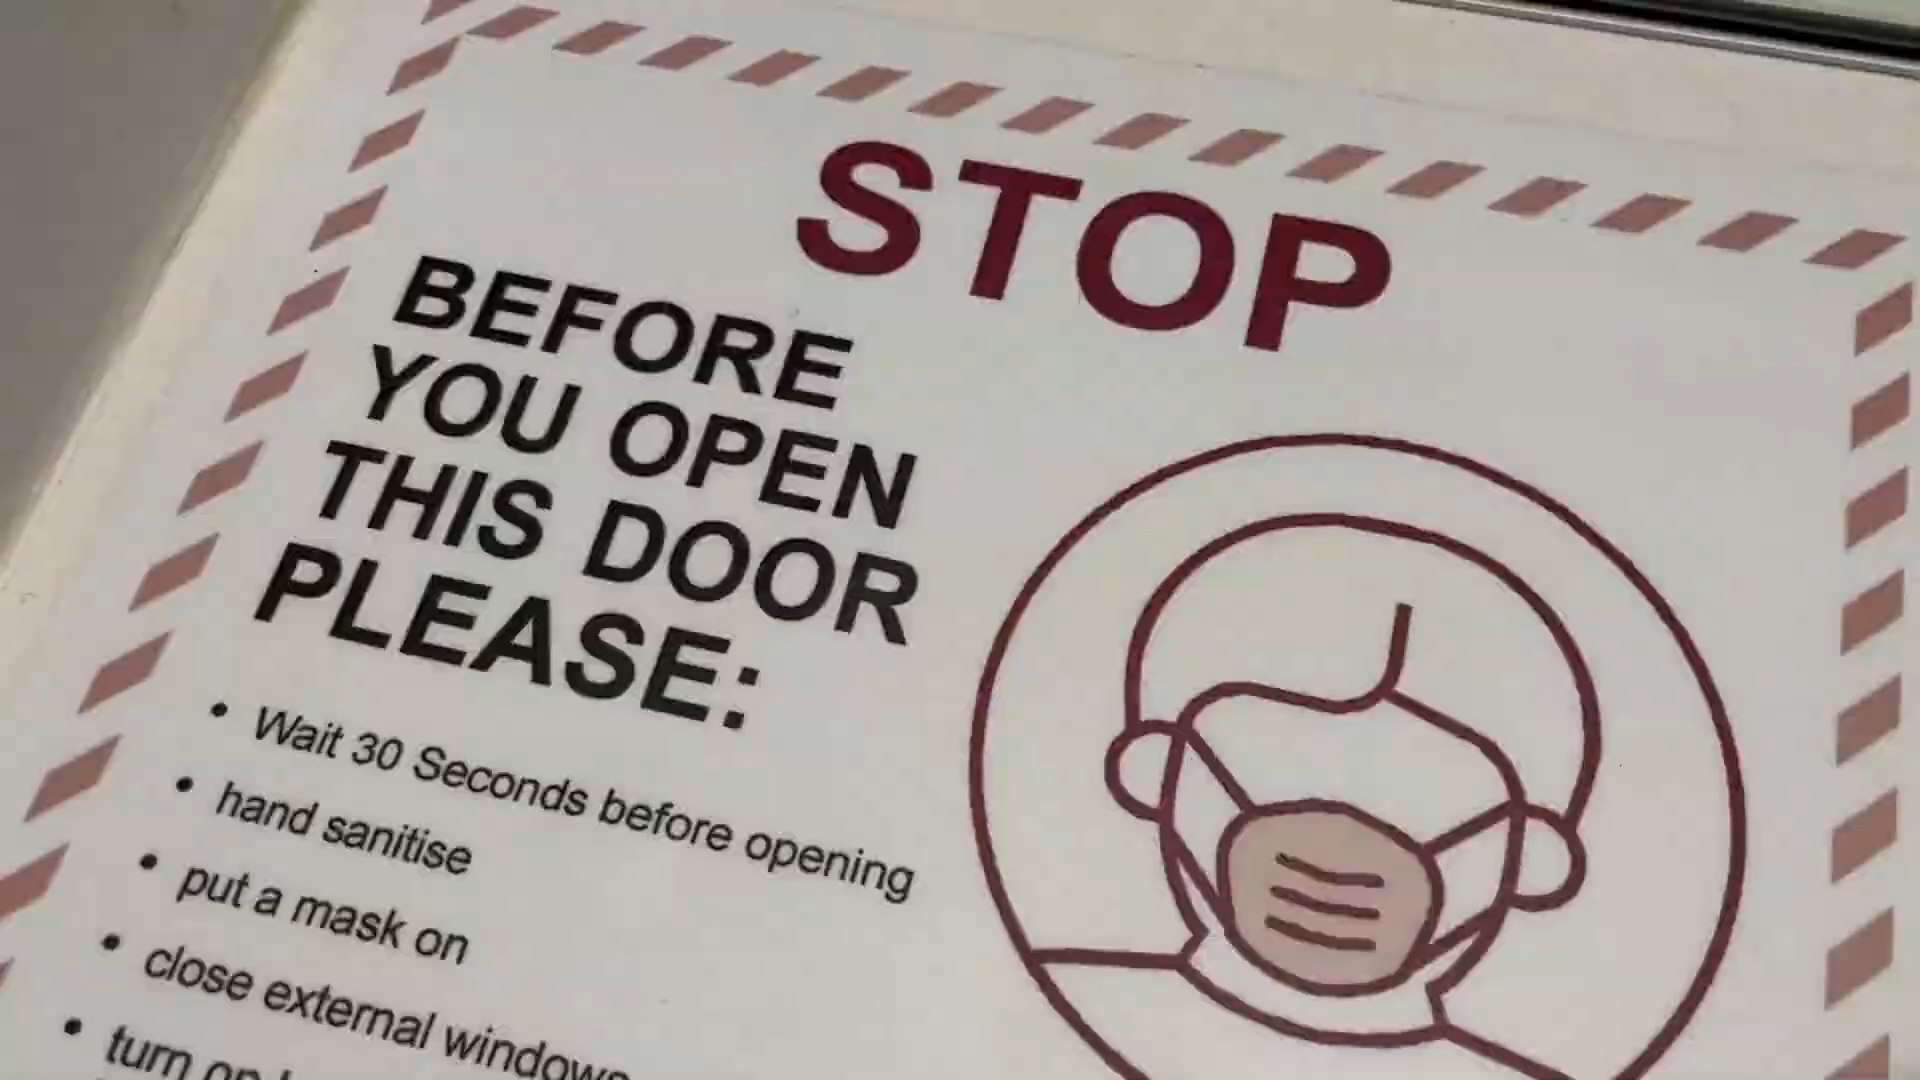 STOP
BEFORE
YOU OPEN
THIS DOOR
PLEASE:
• Wait 30 Seconds before opening
• hand sanitise
• put a mask on
• close external windows
• turn on